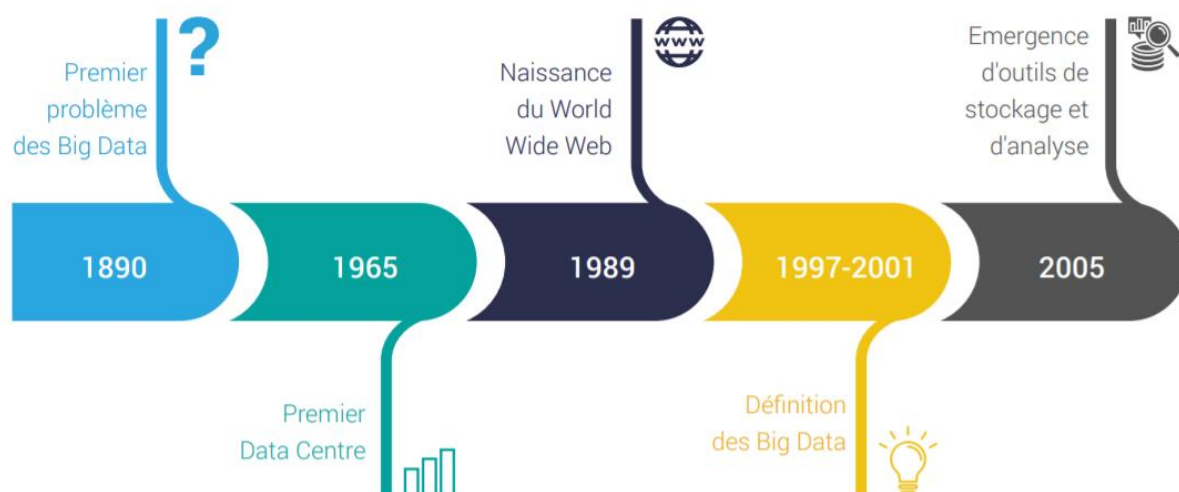 Premier
problème
des Big Data
?
Naissance
du World
Wide Web
www
Emergence
d'outils de
stockage et
d'analyse
1890
1965
1989
1997-2001
2005
Premier
Data Centre
Définition
des Big Data